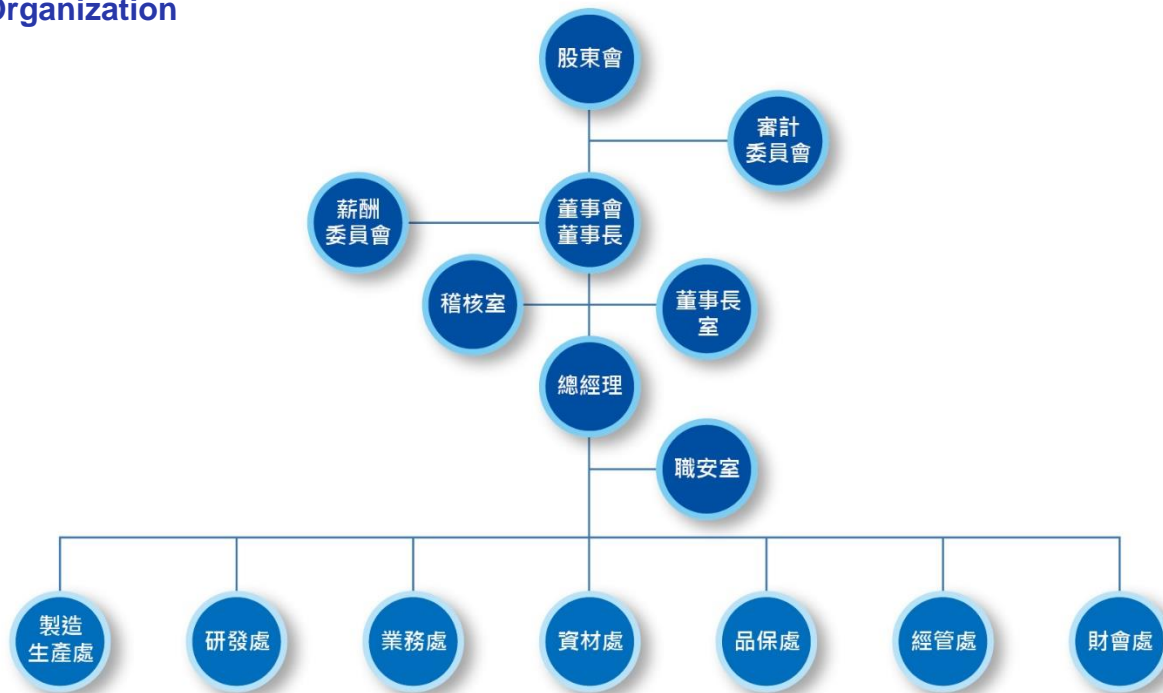 Organization
股東會
審計
委員會
薪酬
委員會
董事會
董事長
稽核室
董事長
室
總經理
職安室
製造
生產處
研發處
業務處
資材處
品保處
經管處
財會處